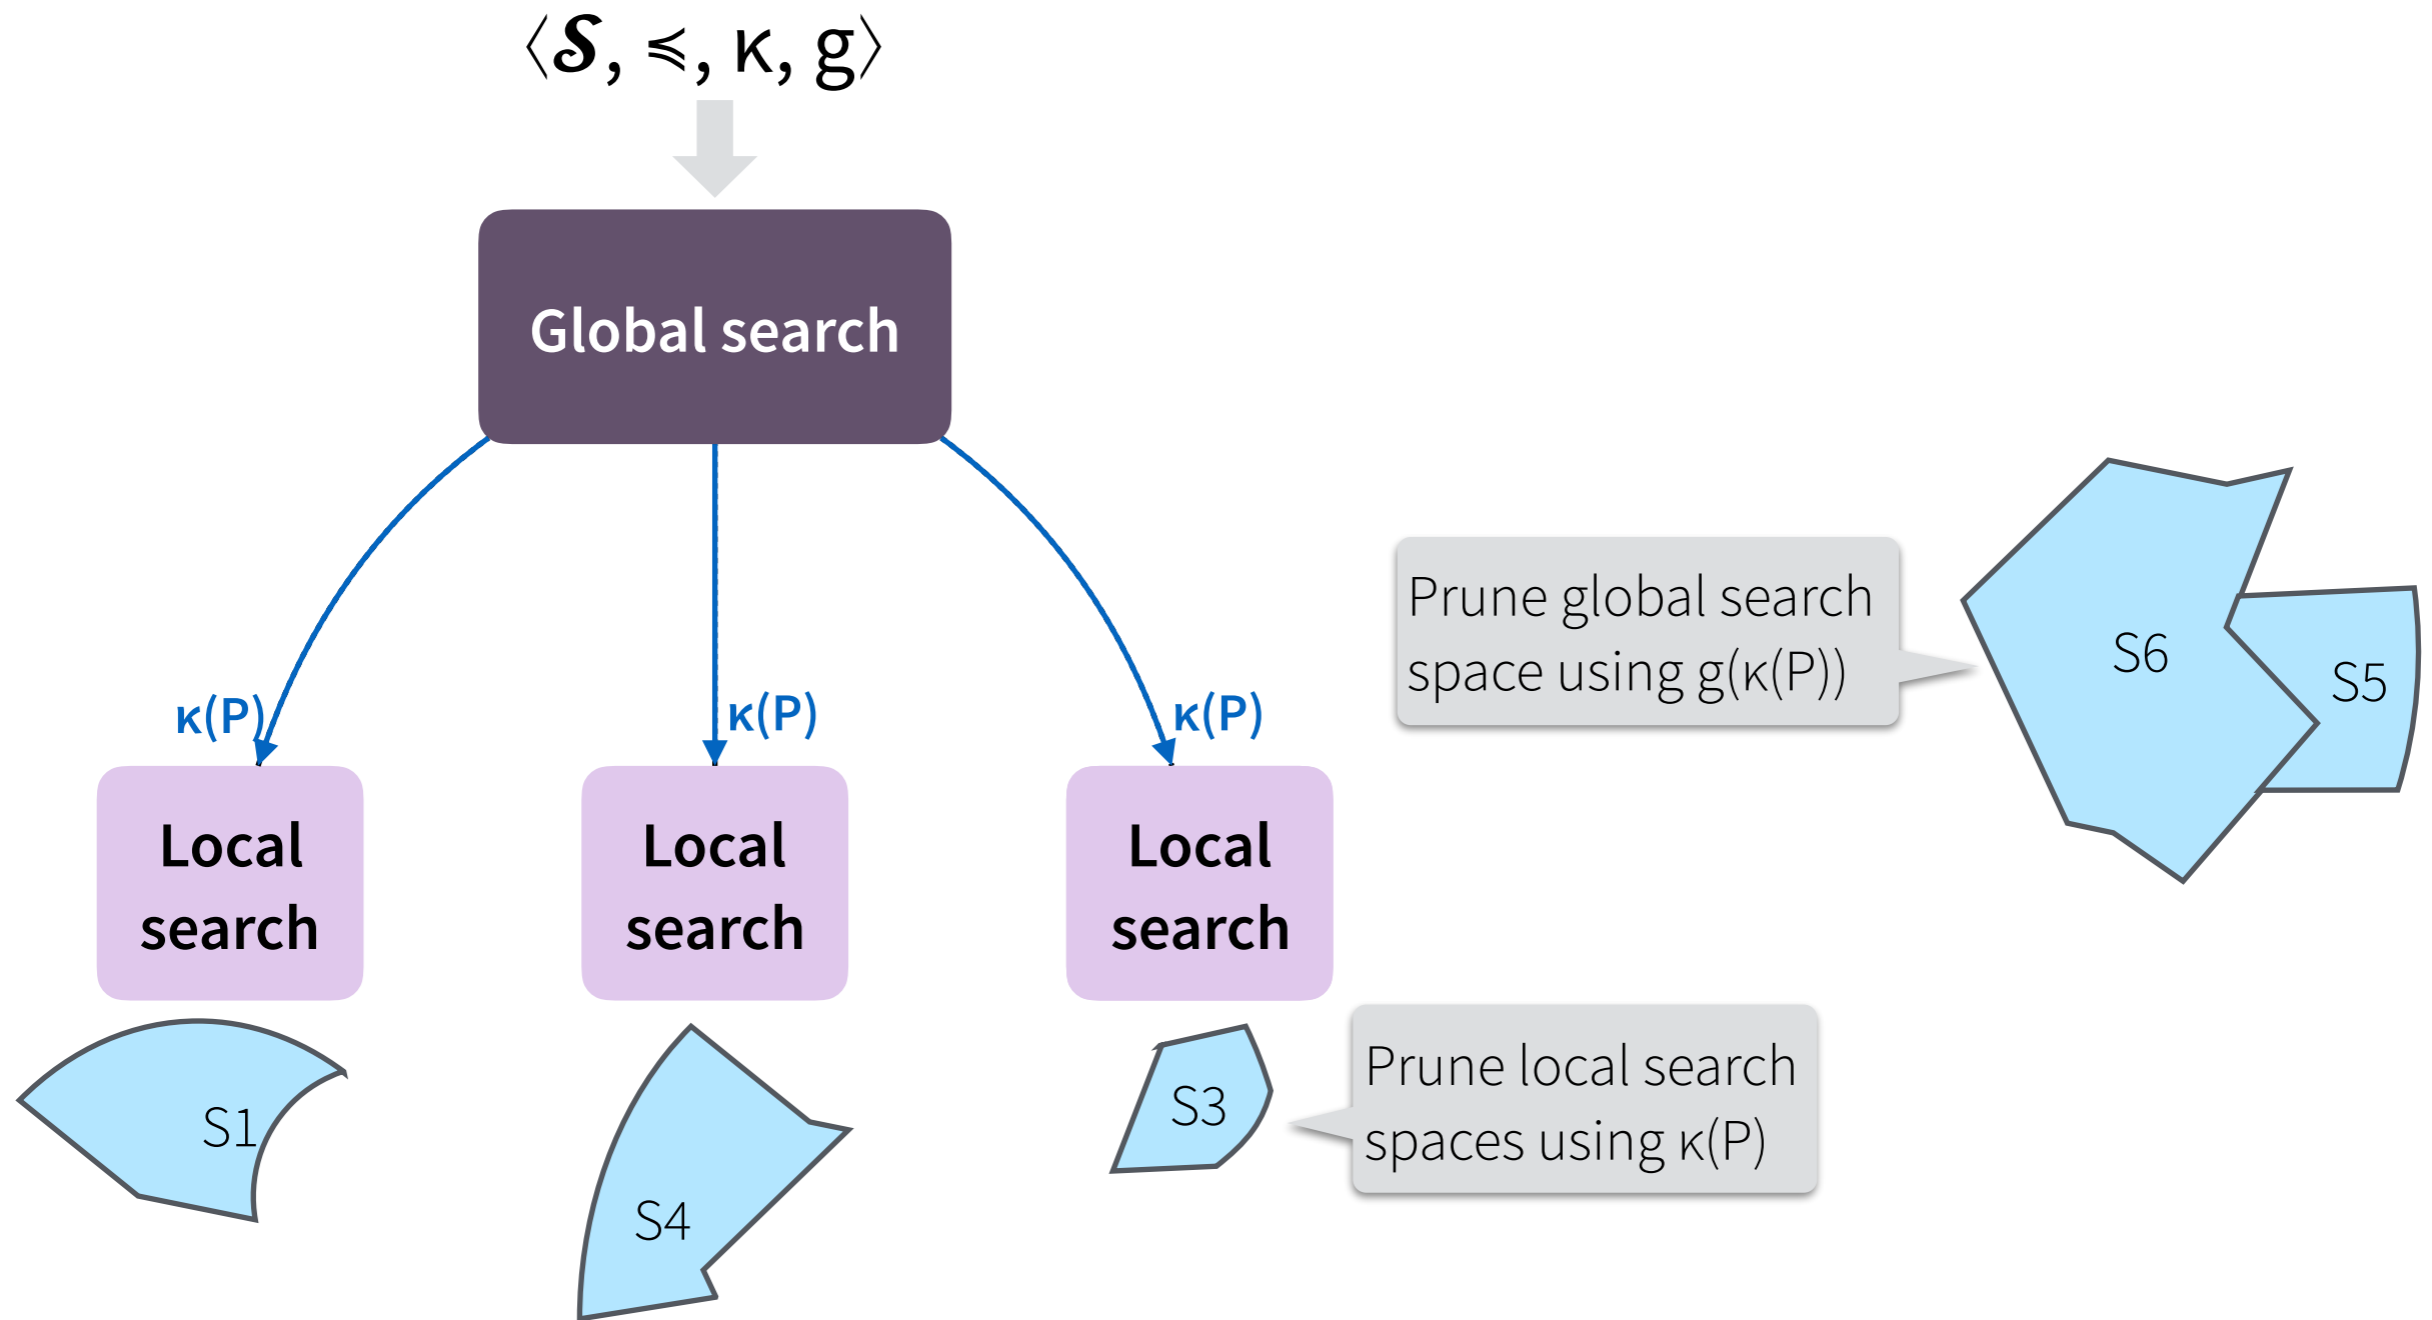 ⟨𝓢, ≼, κ, g⟩
Global search
κ(P)
κ(P)
κ(P)
Local
search
Local
search
Local
search
Prune global search
space using g(κ(P))
S6
S5
S1
S4
S3
Prune local search
spaces using κ(P)